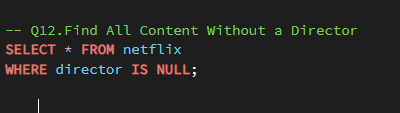 -- Q12.Find All Content Without a Director
SELECT * FROM netflix
WHERE director IS NULL;